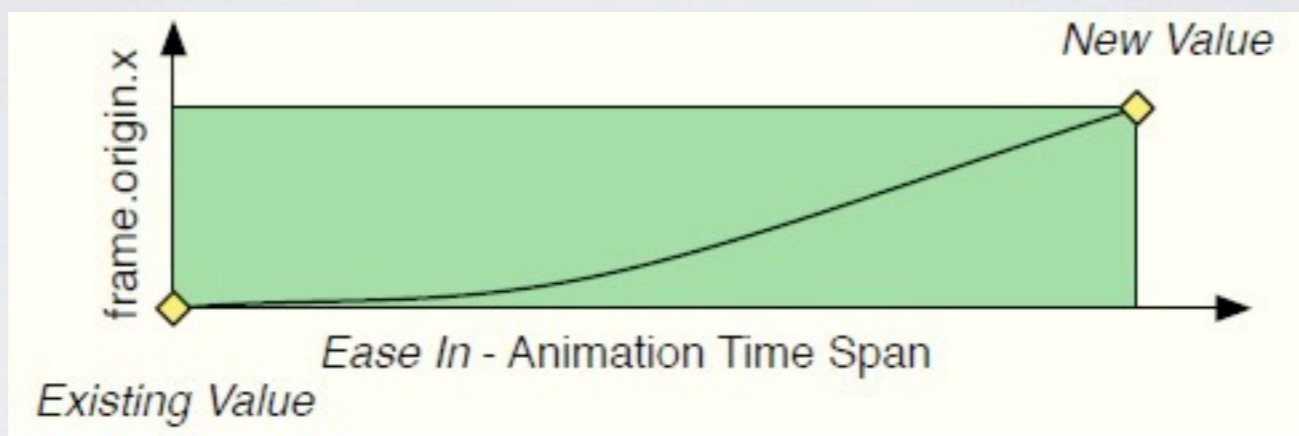 New Value
frame.origin.x
Ease In - Animation Time Span
Existing Value